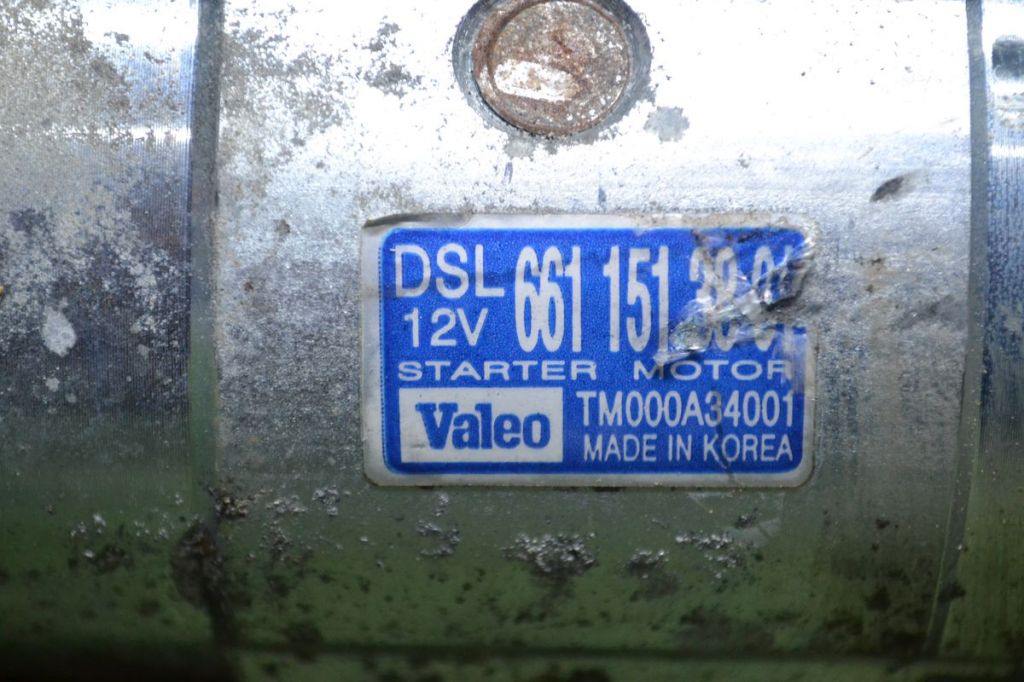 DSL 661 151
12V
STARTER MOTOR
Valeo TM000A34001
MADE IN KOREA